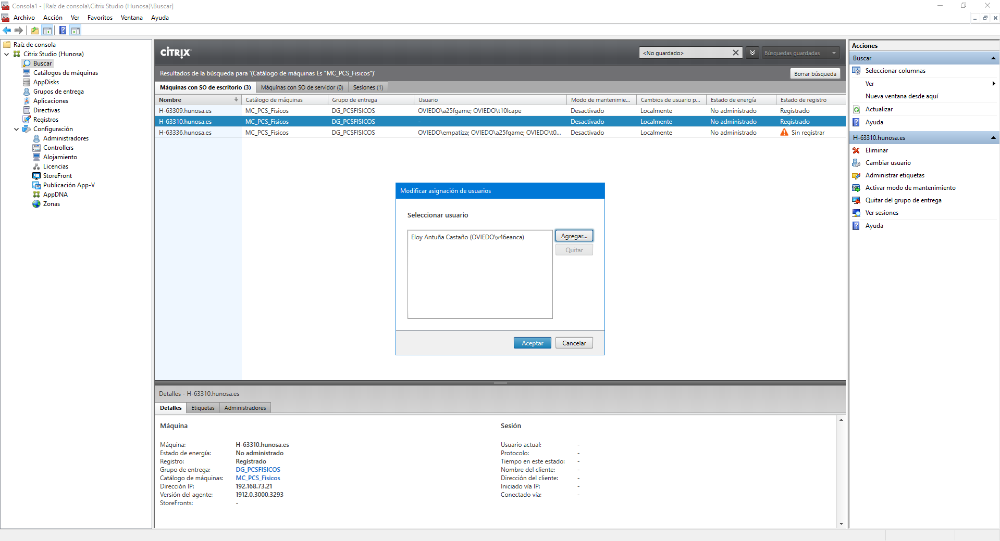 Consola1 - [Raíz de consola\Citrix Studio (Hunosa)\Buscar]
Archivo Acción Ver Favoritos Ventana Ayuda
Raíz de consola
Citrix Studio (Hunosa)
Buscar
Catálogos de máquinas
AppDisks
Grupos de entrega
Aplicaciones
Directivas
Registros
Configuración
Administradores
Controllers
Alojamiento
Licencias
StoreFront
Publicación App-V
AppDNA
Zonas
CITRIX
<No guardado>
Búsquedas guardadas
Resultados de la búsqueda para '(Catálogo de máquinas Es "MC_PCS_Fisicos")'
Borrar búsqueda
Máquinas con SO de escritorio (3) Máquinas con SO de servidor (0) Sesiones (1)
Nombre Catálogo de máquinas Grupo de entrega Usuario Modo de mantenimie... Cambios de usuario p... Estado de energía Estado de registro
H-63309.hunosa.es MC_PCS_Fisicos DG_PCSFISICOS OVIEDO\a25fgame; OVIEDO\t10lcape Desactivado Localmente No administrado Registrado
H-63310.hunosa.es MC_PCS_Fisicos DG_PCSFISICOS - Desactivado Localmente No administrado Registrado
H-63336.hunosa.es MC_PCS_Fisicos DG_PCSFISICOS OVIEDO\empatiza; OVIEDO\a25fgame; OVIEDO\t0... Desactivado Localmente No administrado Sin registrar
Modificar asignación de usuarios
Seleccionar usuario
Eloy Antuña Castaño (OVIEDO\v46eanca)
Agregar...
Quitar
Aceptar Cancelar
Detalles - H-63310.hunosa.es
Detalles Etiquetas Administradores
Máquina
Máquina: H-63310.hunosa.es
Estado de energía: No administrado
Registro: Registrado
Grupo de entrega: DG_PCSFISICOS
Catálogo de máquinas: MC_PCS_Fisicos
Dirección IP: 192.168.73.21
Versión del agente: 1912.0.3000.3293
StoreFronts: -
Sesión
Usuario actual: -
Protocolo: -
Tiempo en este estado: -
Nombre del cliente: -
Dirección del cliente: -
Iniciado vía IP: -
Conectado vía: -
Acciones
Buscar
Seleccionar columnas
Ver
Nueva ventana desde aquí
Actualizar
Ayuda
H-63310.hunosa.es
Eliminar
Cambiar usuario
Administrar etiquetas
Activar modo de mantenimiento
Quitar del grupo de entrega
Ver sesiones
Ayuda